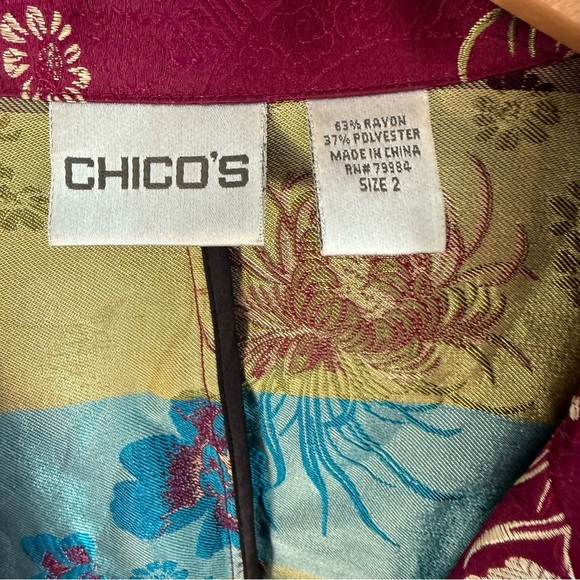 CHICO'S
63% RAYON
37% POLYESTER
MADE IN CHINA
RN# 79984
SIZE 2